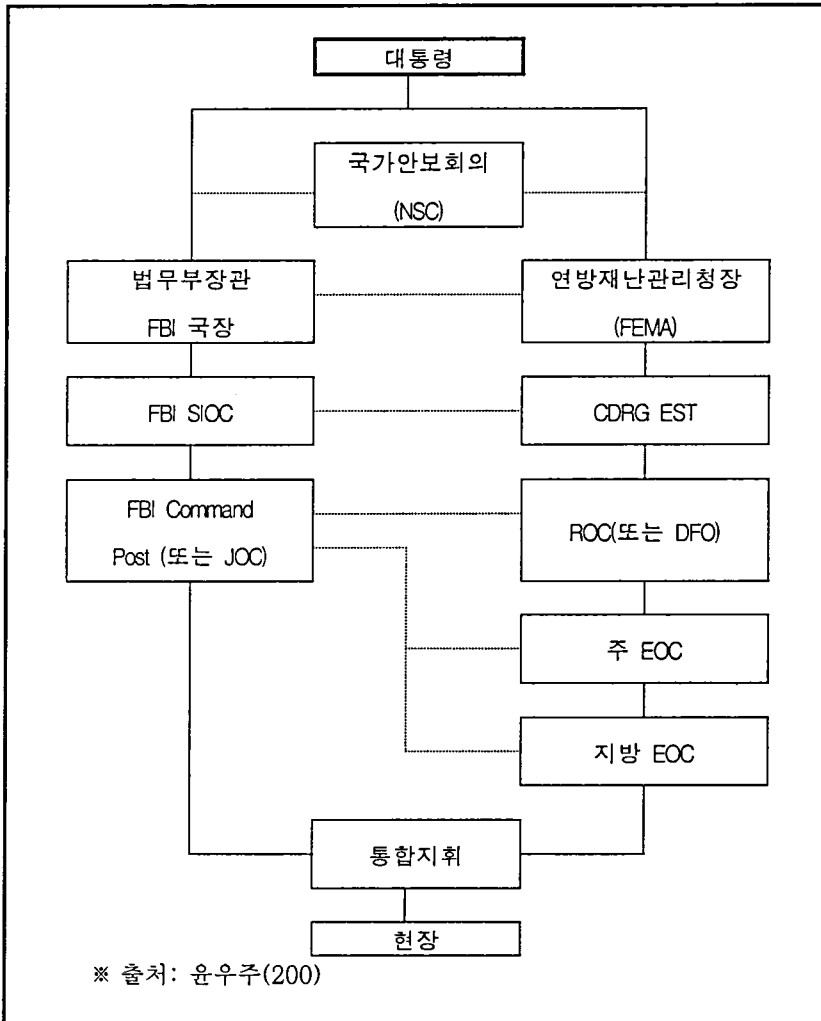 대통령
국가안보회의
(NSC)
법무부장관
FBI 국장
연방재난관리청장
(FEMA)
FBI SIOC
CDRG EST
FBI Command
Post (또는 JOC)
ROC(또는 DFO)
주 EOC
지방 EOC
통합지휘
현장
※ 출처: 윤우주(200)